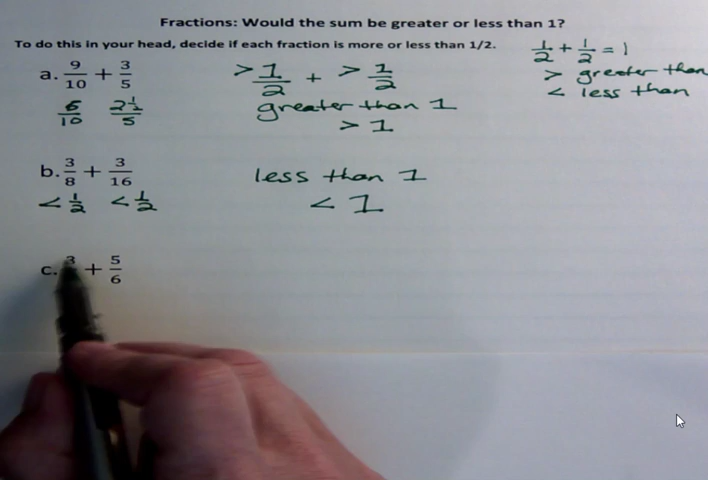 Fractions: Would the sum be greater or less than 1?
To do this in your head, decide if each fraction is more or less than 1/2.
1/2 + 1/2 = 1
> greater than
< less than
a. 9/10 + 3/5
> 1/2 + > 1/2
5/10 2½/5
greater than 1
> 1
b. 3/8 + 3/16
less than 1
< 1/2 < 1/2
< 1
c. 3 + 5/6